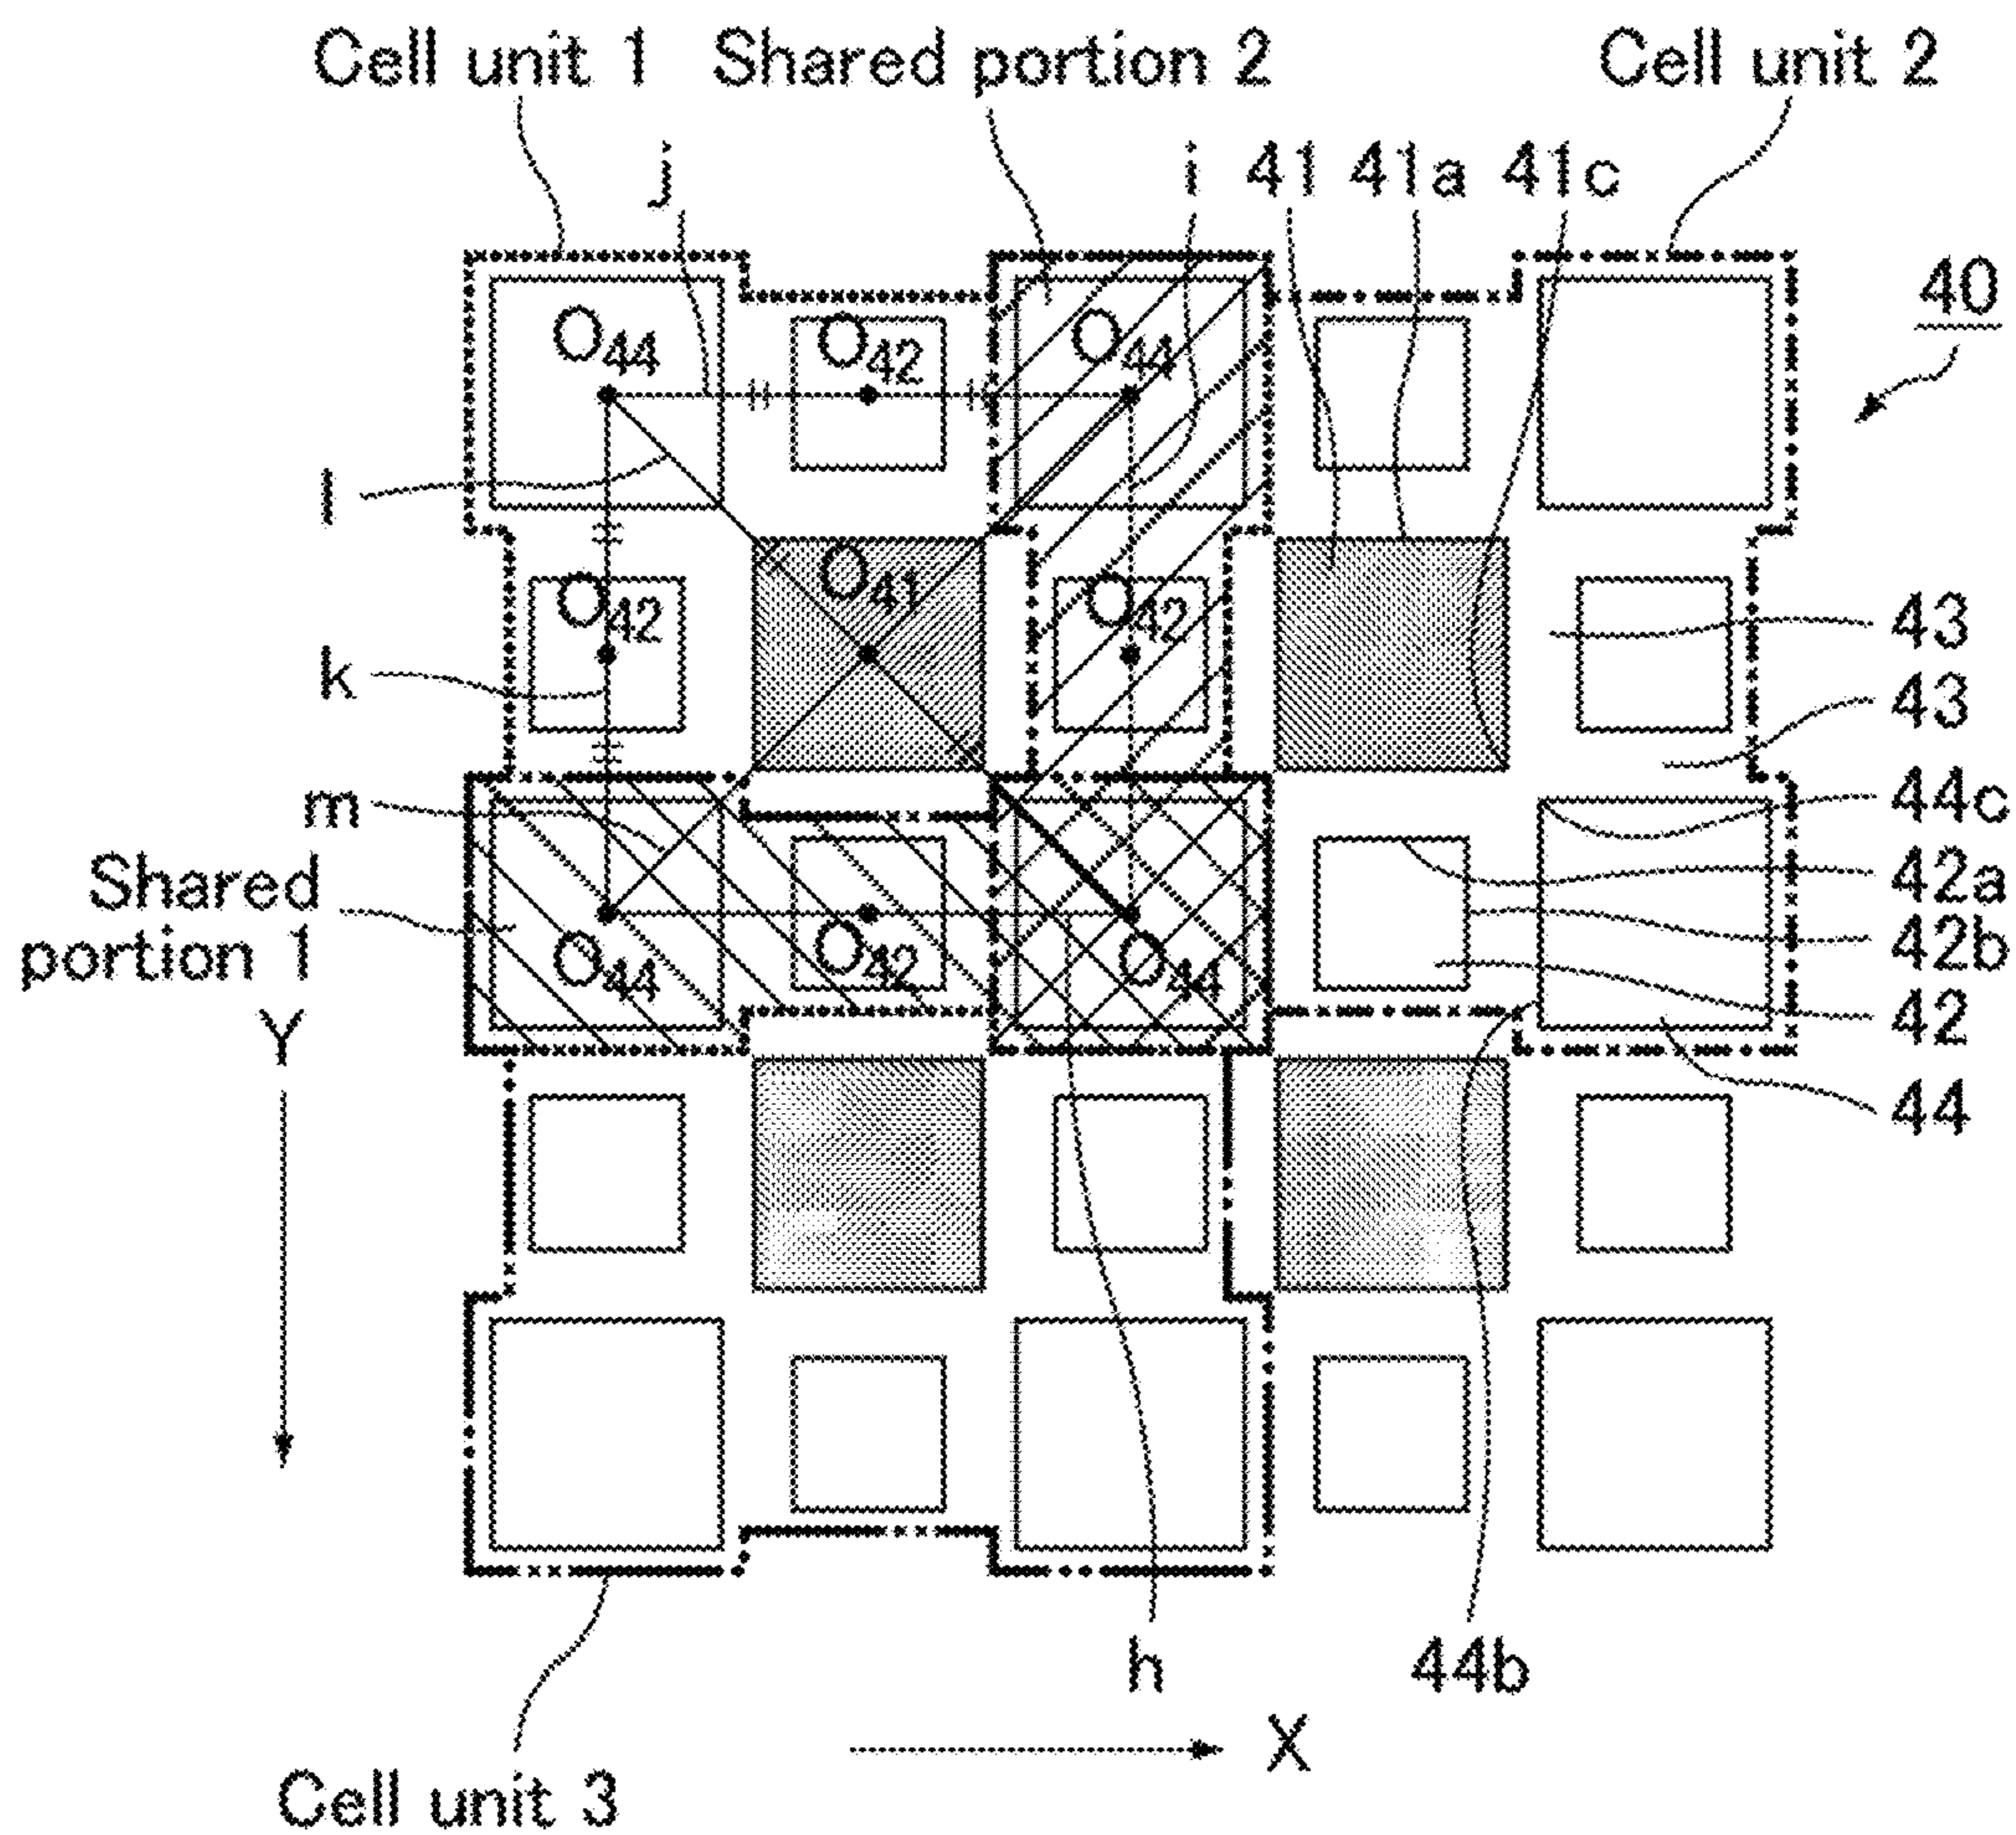 Cell unit 1 Shared portion 2 Cell unit 2
j i 41 41a 41c
40
O44 O42 O44
l
O42 O41 O42
43
k
43
m
44c
Shared
portion 1
42a
O44 O42 O44
42b
Y
42
44
h
44b
X
Cell unit 3